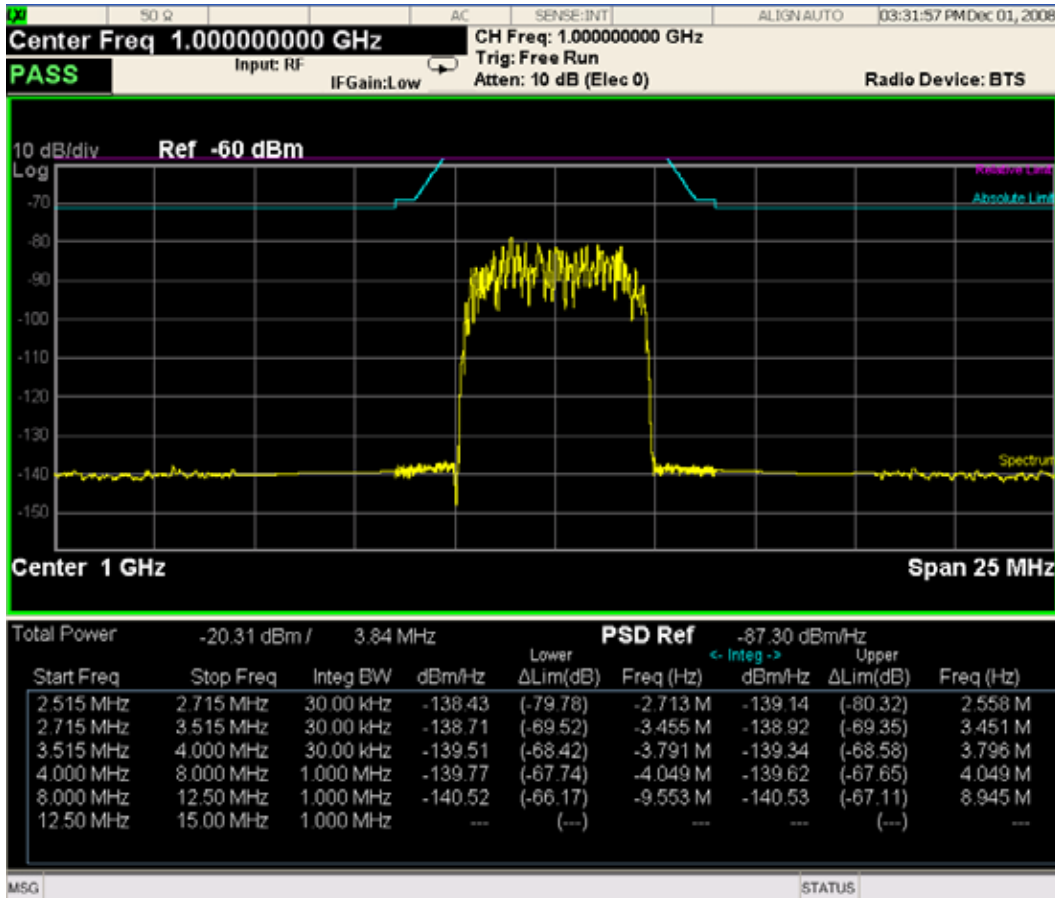 LXI 50 Ω AC SENSE:INT ALIGN AUTO 03:31:57 PM Dec 01, 2008
Center Freq 1.000000000 GHz CH Freq: 1.000000000 GHz
Trig: Free Run
PASS Input: RF IFGain:Low Atten: 10 dB (Elec 0) Radio Device: BTS
10 dB/div Ref -60 dBm
Log
Relative Limit
Absolute Limit
-70
-80
-90
-100
-110
-120
-130
Spectrum
-140
-150
Center 1 GHz Span 25 MHz
Total Power -20.31 dBm / 3.84 MHz PSD Ref -87.30 dBm/Hz
Lower <- Integ -> Upper
Start Freq Stop Freq Integ BW dBm/Hz ΔLim(dB) Freq (Hz) dBm/Hz ΔLim(dB) Freq (Hz)
2.515 MHz 2.715 MHz 30.00 kHz -138.43 (-79.78) -2.713 M -139.14 (-80.32) 2.558 M
2.715 MHz 3.515 MHz 30.00 kHz -138.71 (-69.52) -3.455 M -138.92 (-69.35) 3.451 M
3.515 MHz 4.000 MHz 30.00 kHz -139.51 (-68.42) -3.791 M -139.34 (-68.58) 3.796 M
4.000 MHz 8.000 MHz 1.000 MHz -139.77 (-67.74) -4.049 M -139.62 (-67.65) 4.049 M
8.000 MHz 12.50 MHz 1.000 MHz -140.52 (-66.17) -9.553 M -140.53 (-67.11) 8.945 M
12.50 MHz 15.00 MHz 1.000 MHz --- (---) --- --- (---) ---
MSG STATUS